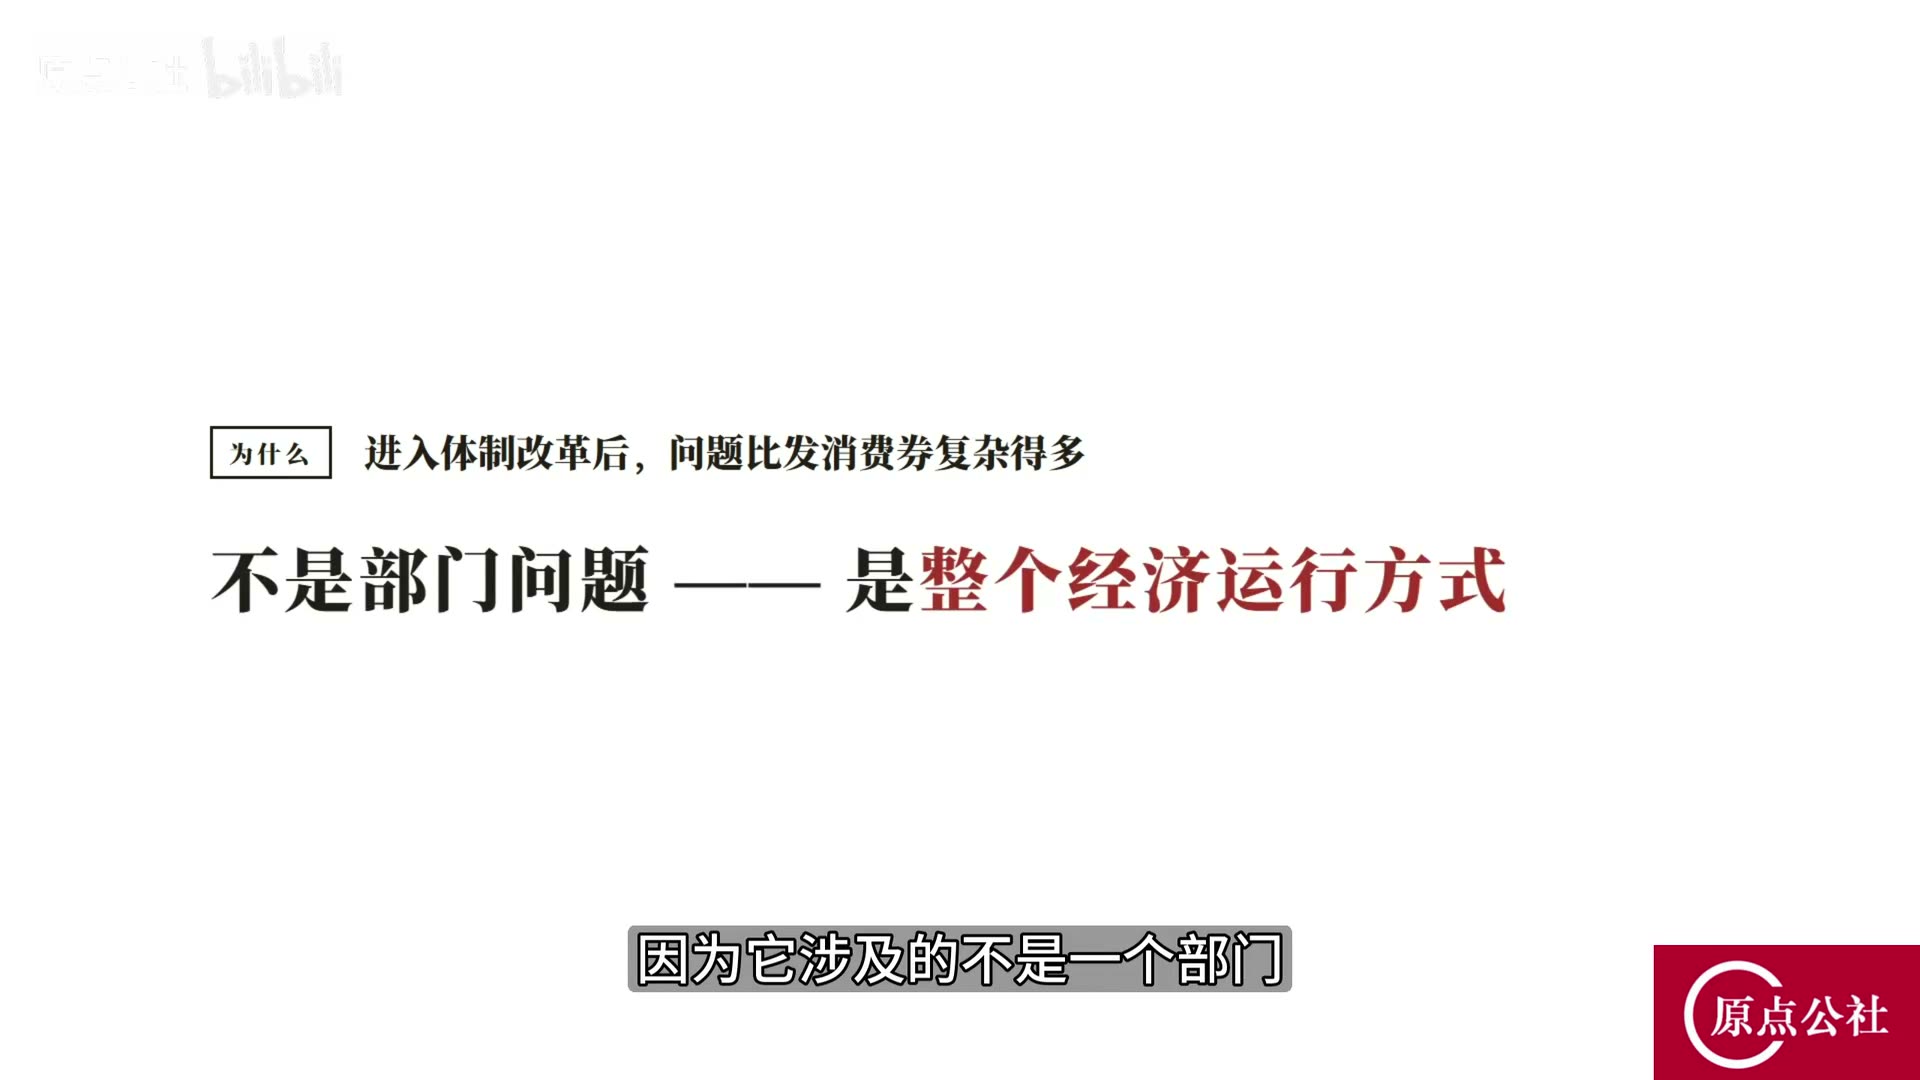 bilibili
为什么 进入体制改革后，问题比发消费券复杂得多
不是部门问题 —— 是整个经济运行方式
因为它涉及的不是一个部门
原点公社